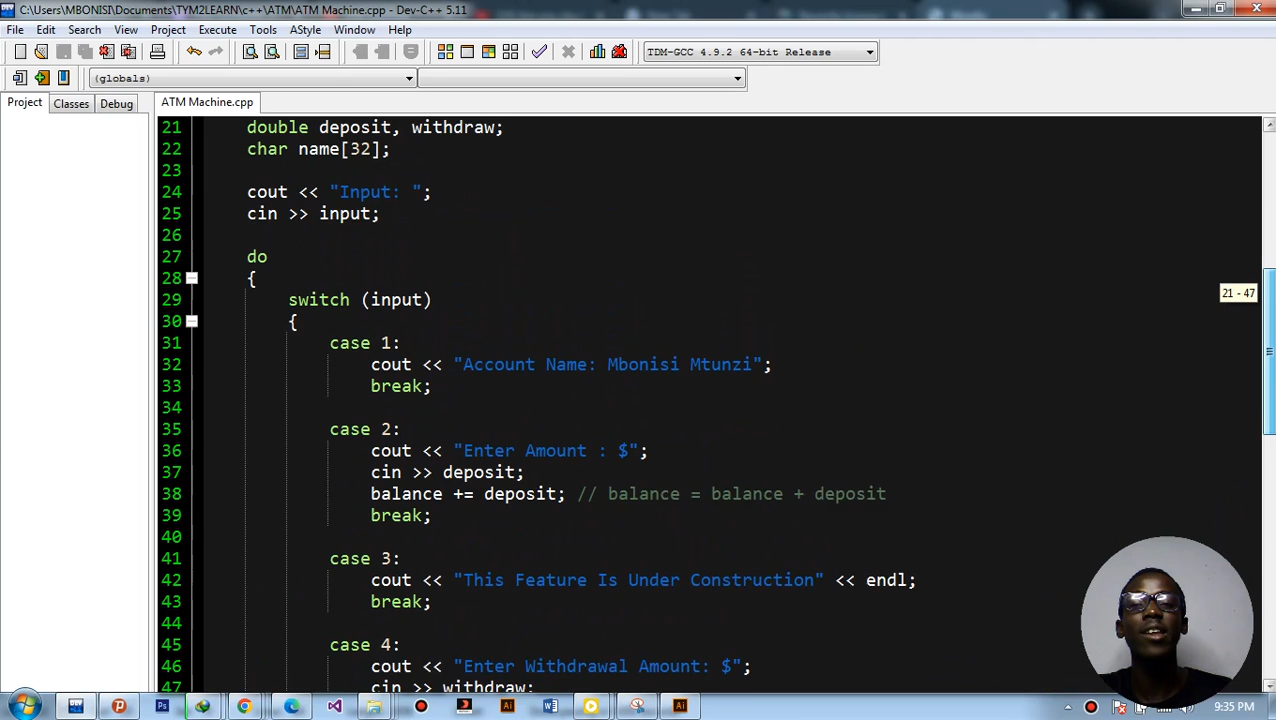 C:\Users\MBONISI\Documents\TYM2LEARN\c++\ATM\ATM Machine.cpp - Dev-C++ 5.11
File Edit Search View Project Execute Tools AStyle Window Help
TDM-GCC 4.9.2 64-bit Release
(globals)
Project Classes Debug ATM Machine.cpp
21 double deposit, withdraw;
22 char name[32];
23
24 cout << "Input: ";
25 cin >> input;
26
27 do
28 {
29 switch (input)
21 - 47
30 {
31 case 1:
32 cout << "Account Name: Mbonisi Mtunzi";
33 break;
34
35 case 2:
36 cout << "Enter Amount : $";
37 cin >> deposit;
38 balance += deposit; // balance = balance + deposit
39 break;
40
41 case 3:
42 cout << "This Feature Is Under Construction" << endl;
43 break;
44
45 case 4:
46 cout << "Enter Withdrawal Amount: $";
47 cin >> withdraw;
Ps Ai W Ai 9:35 PM